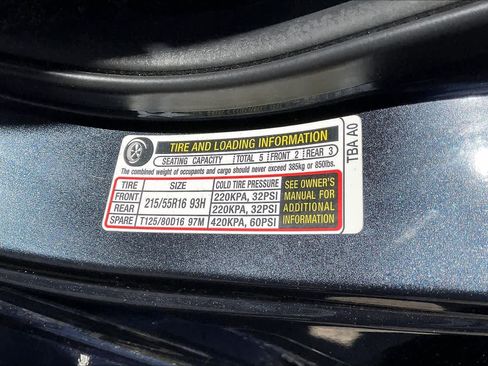 TIRE AND LOADING INFORMATION
SEATING CAPACITY TOTAL 5 FRONT 2 REAR 3
The combined weight of occupants and cargo should never exceed 385kg or 850lbs.
TIRE SIZE COLD TIRE PRESSURE
FRONT 215/55R16 93H 220KPA, 32PSI
REAR 220KPA, 32PSI
SPARE T125/80D16 97M 420KPA, 60PSI
SEE OWNER'S
MANUAL FOR
ADDITIONAL
INFORMATION
TBA A0